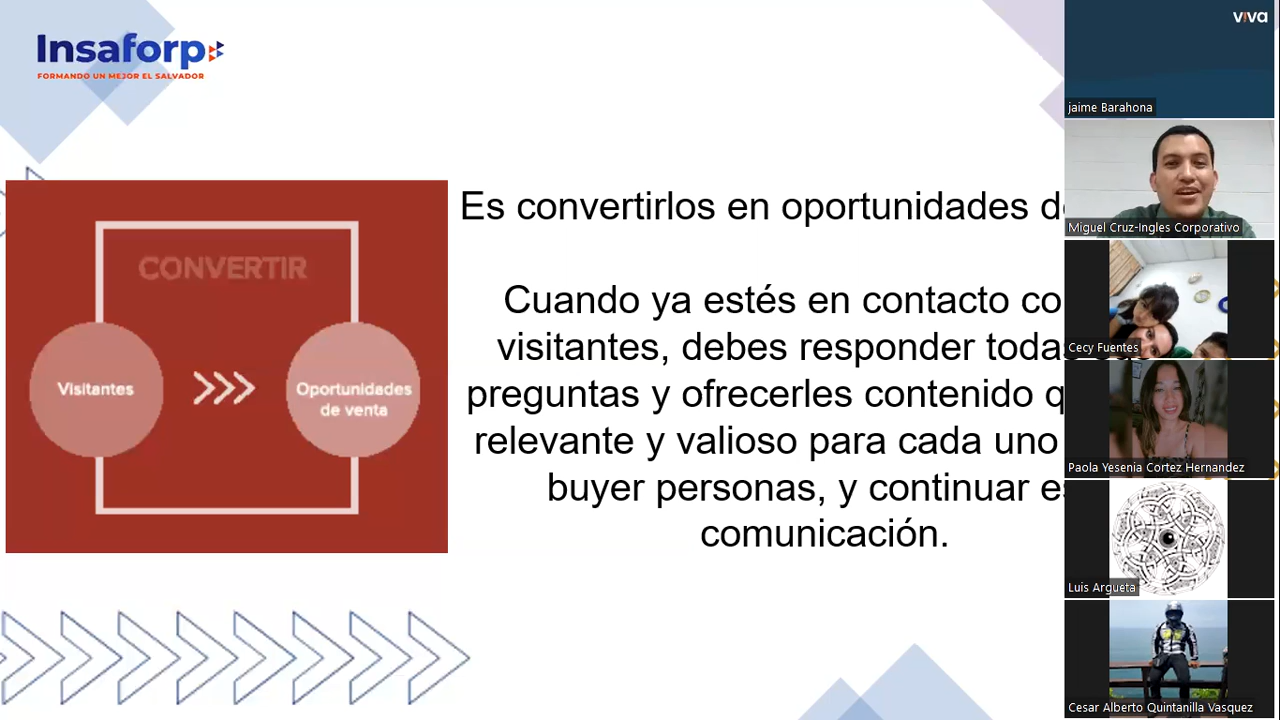 Insaforp
FORMANDO UN MEJOR EL SALVADOR
CONVERTIR
Visitantes
Oportunidades
de venta
Es convertirlos en oportunidades
Cuando ya estés en contacto
visitantes, debes responder
preguntas y ofrecerles contenido
relevante y valioso para cada uno
buyer personas, y continuar
comunicación.
viva
jaime Barahona
Miguel Cruz-Ingles Corporativo
Cecy Fuentes
Paola Yesenia Cortez Hernandez
Luis Argueta
Cesar Alberto Quintanilla Vasquez